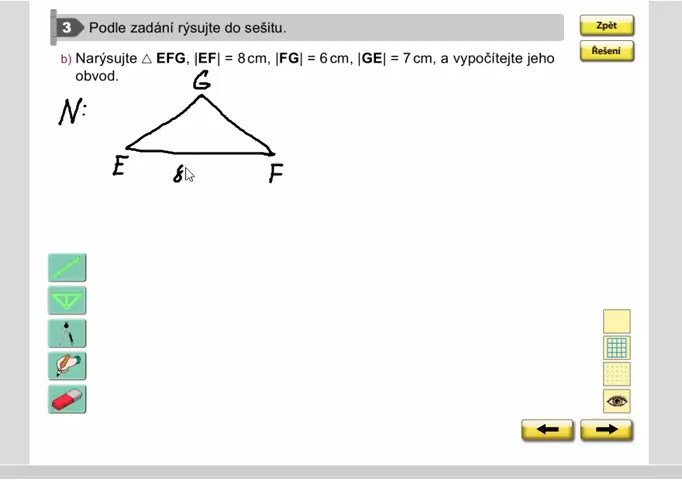 3 Podle zadání rýsujte do sešitu.
Zpět
Řešení
b) Narýsujte △ EFG, |EF| = 8 cm, |FG| = 6 cm, |GE| = 7 cm, a vypočítejte jeho
obvod.
G
N:
E
8
F